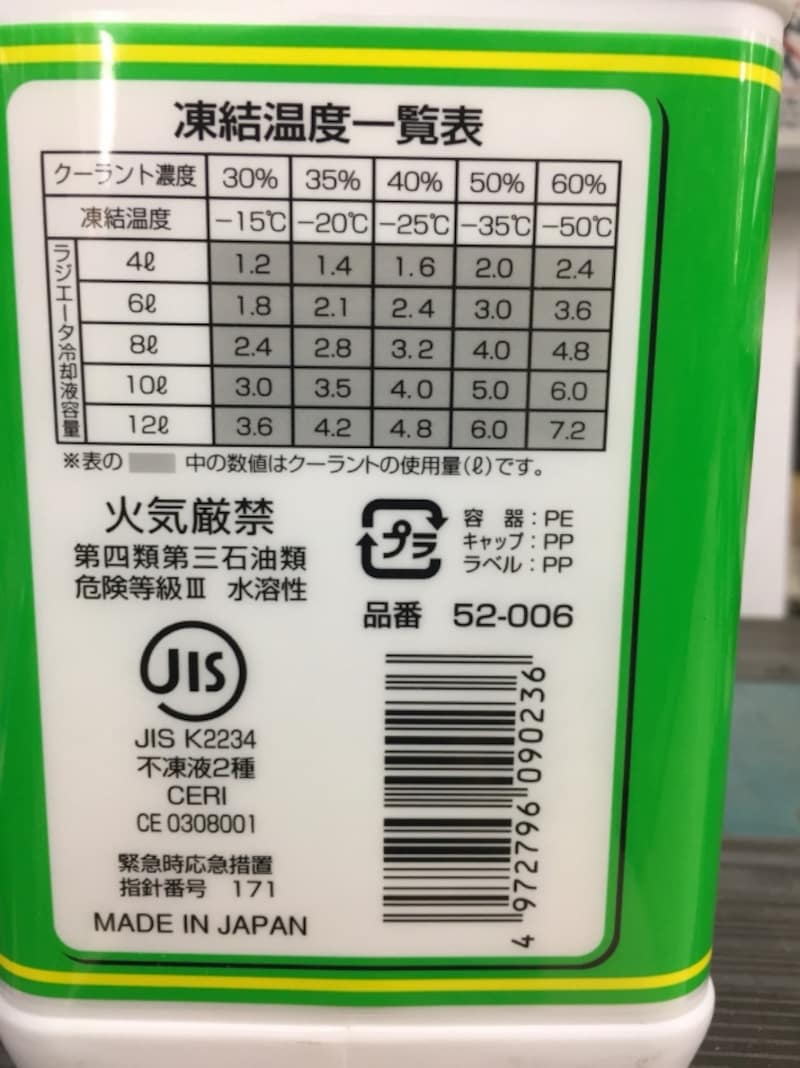 凍結温度一覧表
クーラント濃度 30% 35% 40% 50% 60%
凍結温度 −15℃ −20℃ −25℃ −35℃ −50℃
ラジエータ冷却液容量
4ℓ 1.2 1.4 1.6 2.0 2.4
6ℓ 1.8 2.1 2.4 3.0 3.6
8ℓ 2.4 2.8 3.2 4.0 4.8
10ℓ 3.0 3.5 4.0 5.0 6.0
12ℓ 3.6 4.2 4.8 6.0 7.2
※表の 中の数値はクーラントの使用量(ℓ)です。
火気厳禁
第四類第三石油類
危険等級Ⅲ 水溶性
プラ
容 器：PE
キャップ：PP
ラベル：PP
品番 52-006
JIS
JIS K2234
不凍液2種
CERI
CE 0308001
緊急時応急措置
指針番号 171
MADE IN JAPAN
4 972796 090236